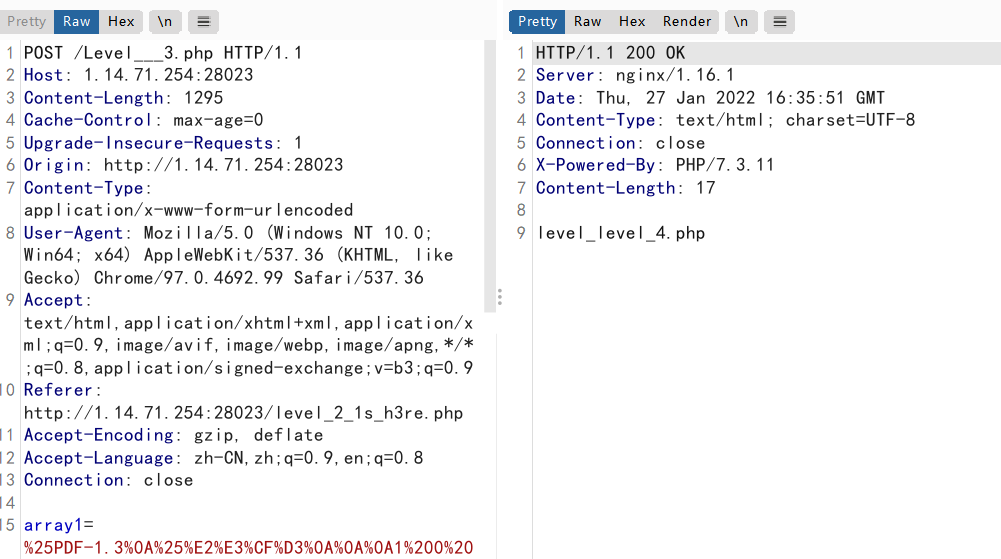 Pretty Raw Hex \n
1 POST /Level___3.php HTTP/1.1
2 Host: 1.14.71.254:28023
3 Content-Length: 1295
4 Cache-Control: max-age=0
5 Upgrade-Insecure-Requests: 1
6 Origin: http://1.14.71.254:28023
7 Content-Type:
application/x-www-form-urlencoded
8 User-Agent: Mozilla/5.0 (Windows NT 10.0;
Win64; x64) AppleWebKit/537.36 (KHTML, like
Gecko) Chrome/97.0.4692.99 Safari/537.36
9 Accept:
text/html,application/xhtml+xml,application/x
ml;q=0.9,image/avif,image/webp,image/apng,*/*
;q=0.8,application/signed-exchange;v=b3;q=0.9
10 Referer:
http://1.14.71.254:28023/level_2_1s_h3re.php
11 Accept-Encoding: gzip, deflate
12 Accept-Language: zh-CN,zh;q=0.9,en;q=0.8
13 Connection: close
14
15 array1=
%25PDF-1.3%0A%25%E2%E3%CF%D3%0A%0A%0A1%200%20
Pretty Raw Hex Render \n
1 HTTP/1.1 200 OK
2 Server: nginx/1.16.1
3 Date: Thu, 27 Jan 2022 16:35:51 GMT
4 Content-Type: text/html; charset=UTF-8
5 Connection: close
6 X-Powered-By: PHP/7.3.11
7 Content-Length: 17
8
9 level_level_4.php